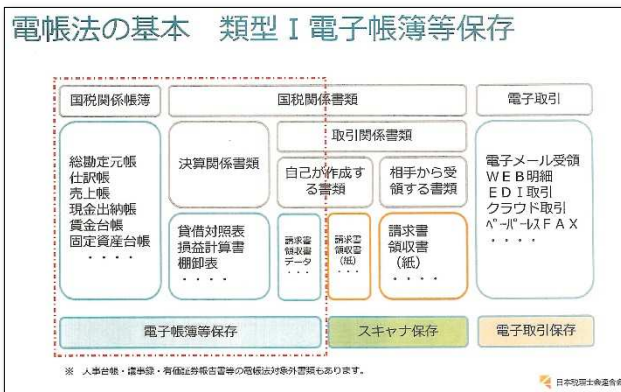 電帳法の基本 類型Ⅰ電子帳簿等保存
国税関係帳簿
国税関係書類
電子取引
取引関係書類
総勘定元帳
仕訳帳
売上帳
現金出納帳
賃金台帳
固定資産台帳
・・・・
決算関係書類
自己が作成す
る書類
相手から受
領する書類
電子メール受領
WEB明細
EDI取引
クラウド取引
ペーパーレスFAX
・・・・
貸借対照表
損益計算書
棚卸表
・・・・
請求書
領収書
データ
・・・
請求書
領収書
(紙)
・・・
請求書
領収書
(紙)
・・・・
電子帳簿等保存
スキャナ保存
電子取引保存
※ 人事台帳・議事録・有価証券報告書等の電帳法対象外書類もあります。
日本税理士会連合会